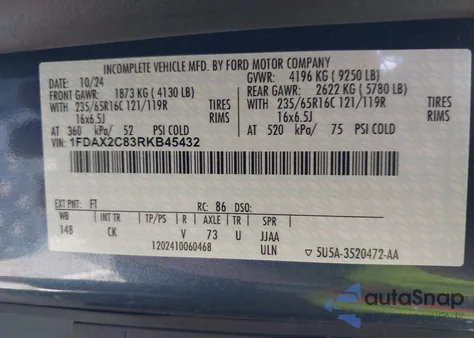 INCOMPLETE VEHICLE MFD. BY FORD MOTOR COMPANY
DATE: 10/24 GVWR: 4196 KG (9250 LB)
FRONT GAWR: 1873 KG (4130 LB) REAR GAWR: 2622 KG (5780 LB)
WITH 235/65R16C 121/119R TIRES WITH 235/65R16C 121/119R TIRES
16x6.5J RIMS 16x6.5J RIMS
AT 360 kPa/ 52 PSI COLD AT 520 kPa/ 75 PSI COLD
VIN: 1FDAX2C83RKB45432
EXT PNT: FT RC: 86 DSO:
WB INT TR TP/PS R AXLE TR SPR
148 CK V 73 U JJAA
1202410060468 ULN ▽ 5U5A-3520472-AA
autoSnap